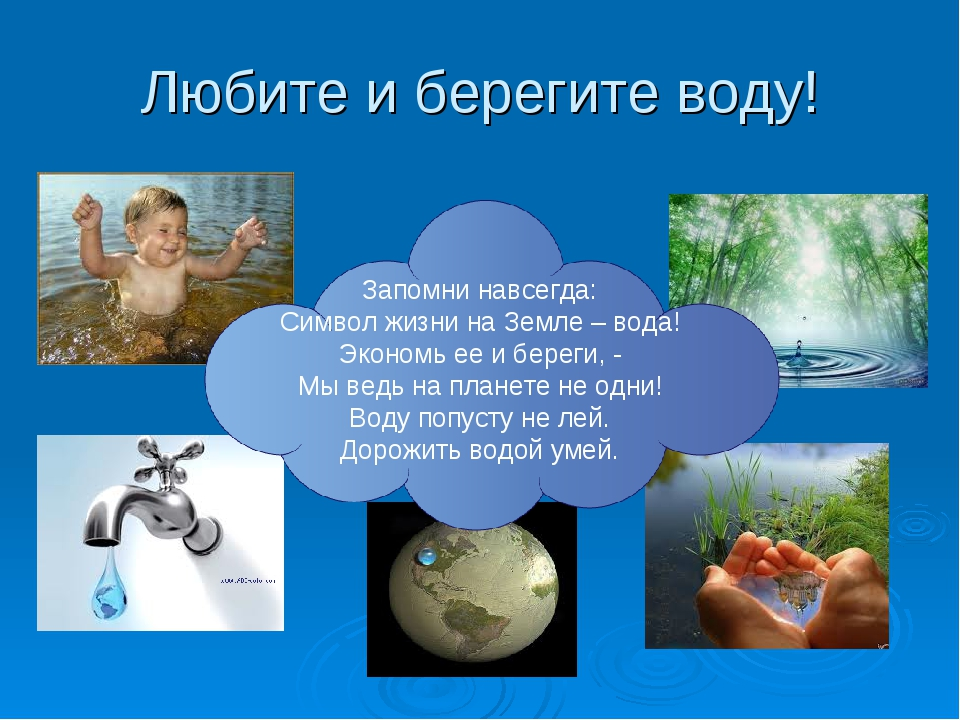 Любите и берегите воду!
Запомни навсегда:
Символ жизни на Земле – вода!
Экономь ее и береги, -
Мы ведь на планете не одни!
Воду попусту не лей.
Дорожить водой умей.